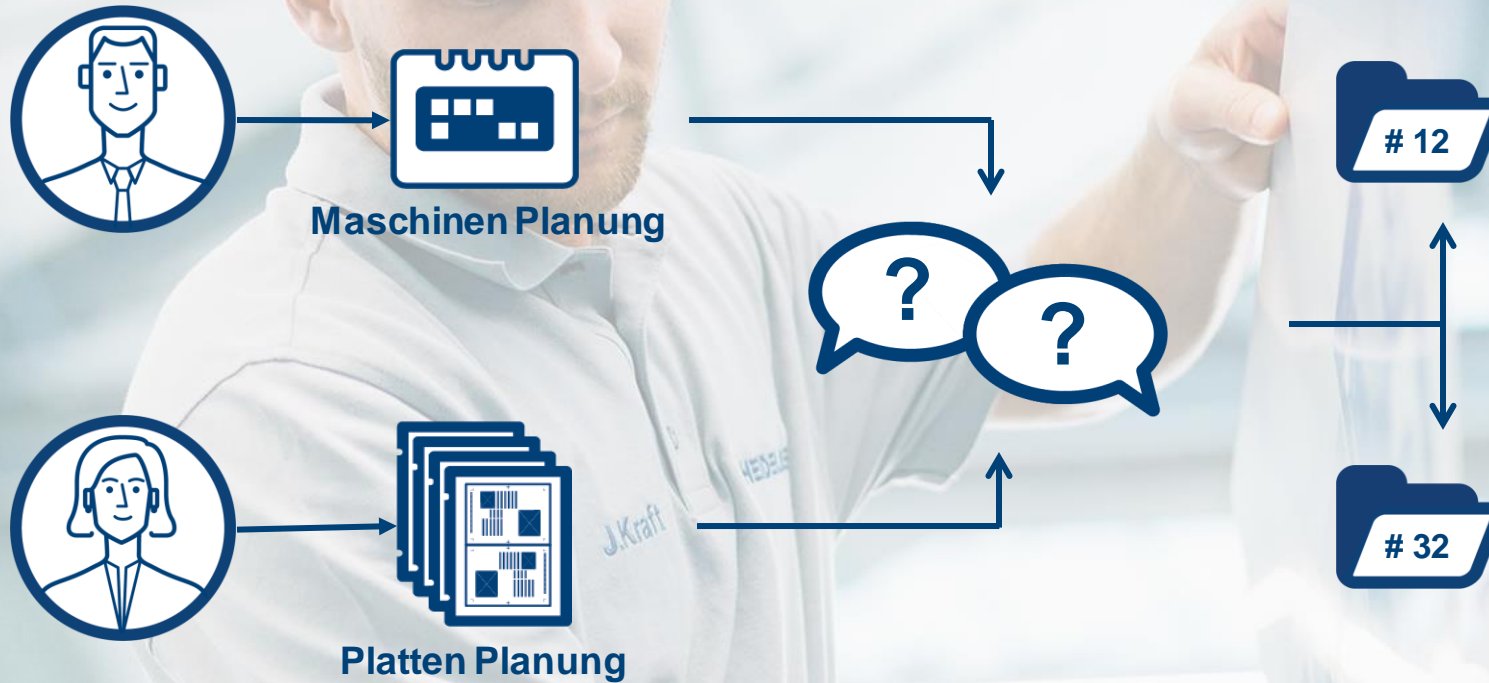 # 12
Maschinen Planung
?
?
J.Kraft
# 32
Platten Planung